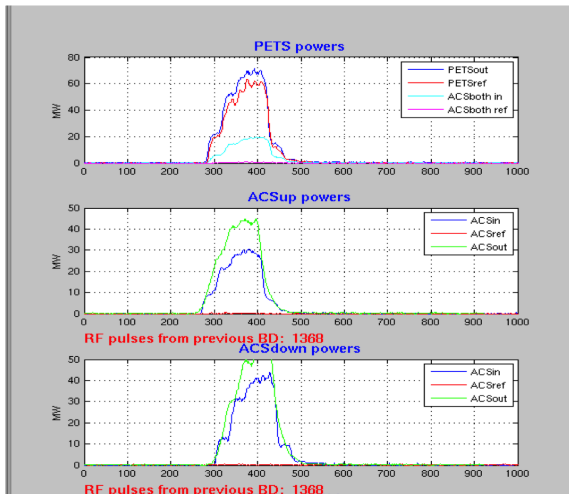 PETS powers
80
60
40
20
0
MW
PETSout
PETSref
ACSboth in
ACSboth ref
0 100 200 300 400 500 600 700 800 900 1000
ACSup powers
50
40
30
20
10
0
MW
ACSin
ACSref
ACSout
0 100 200 300 400 500 600 700 800 900 1000
RF pulses from previous BD: 1368
ACSdown powers
50
40
30
20
10
0
MW
ACSin
ACSref
ACSout
0 100 200 300 400 500 600 700 800 900 1000
RF pulses from previous BD: 1368